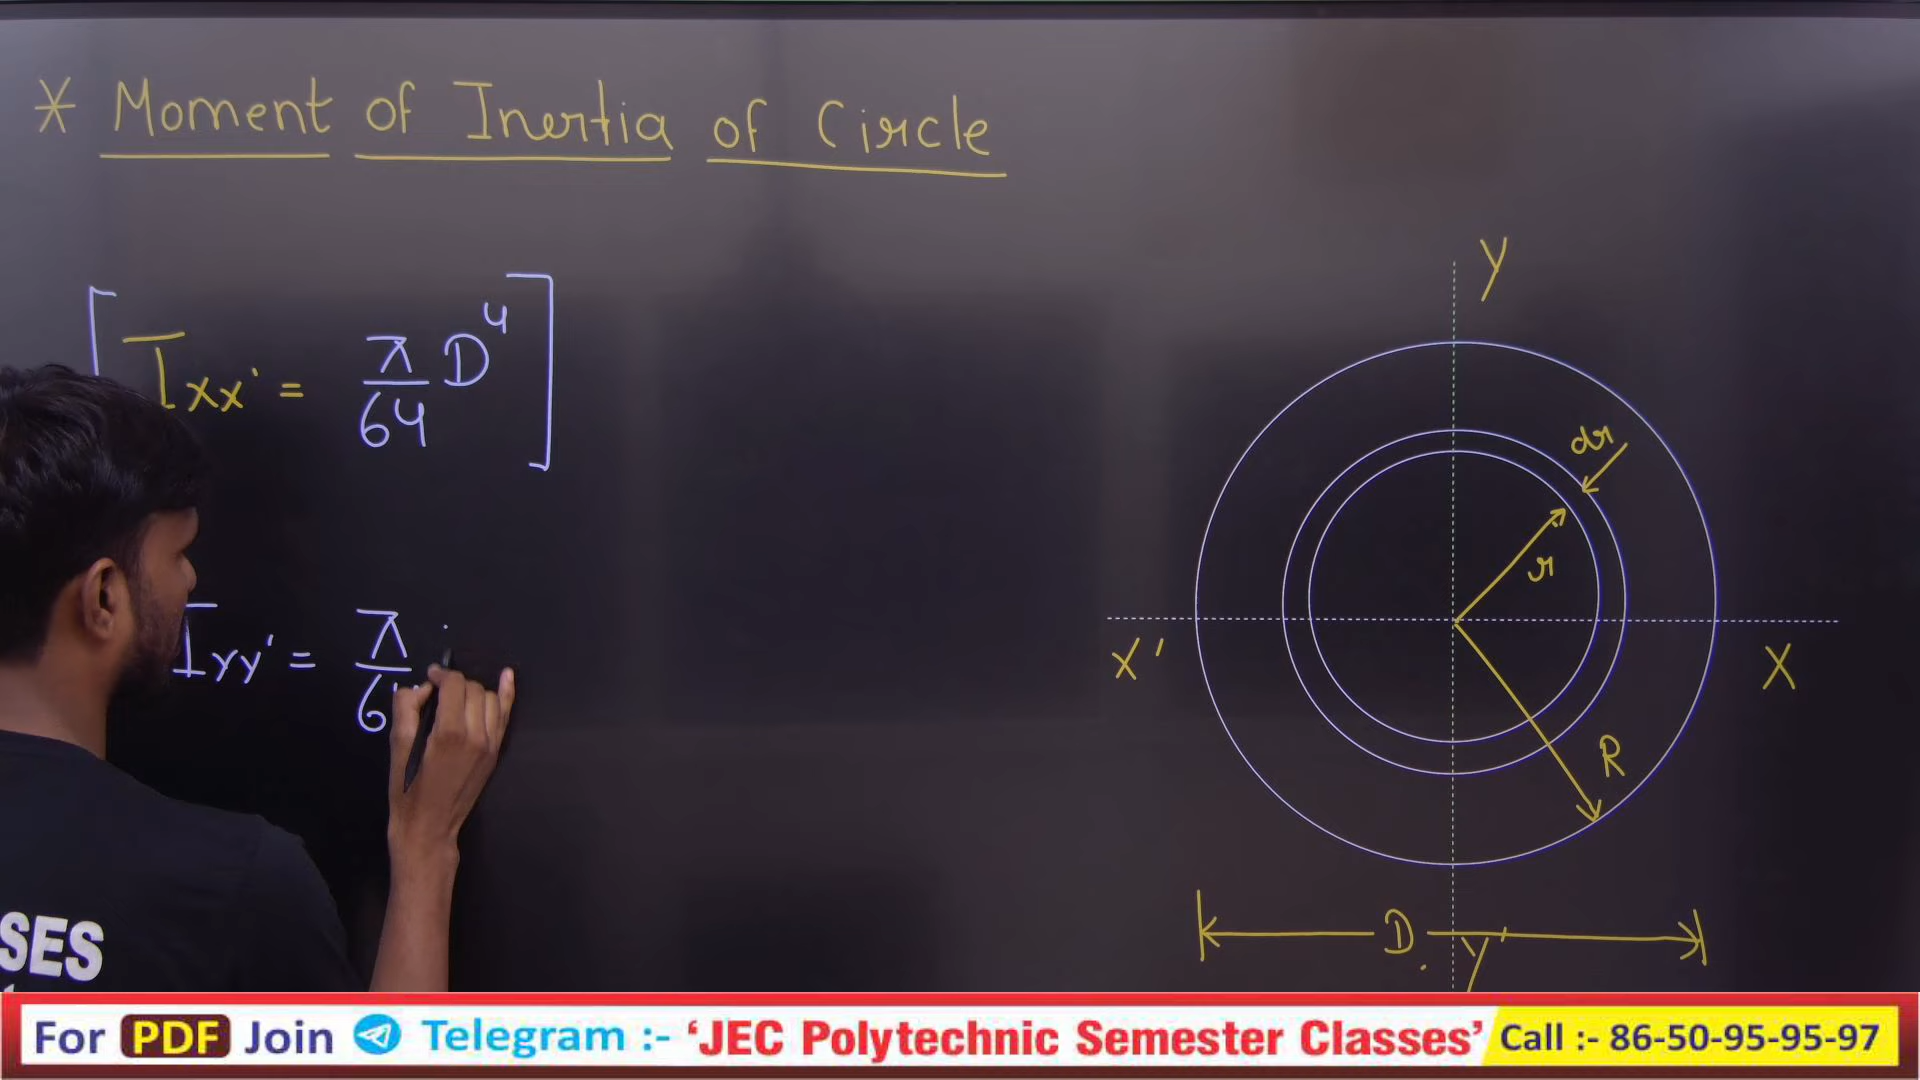 * Moment of Inertia of Circle
[Ixx' = π/64 D⁴]
Iyy' = π/6
Y
dr
r
X'
X
R
D.
Y'
SES
For PDF Join Telegram :- ‘JEC Polytechnic Semester Classes’ Call :- 86-50-95-95-97